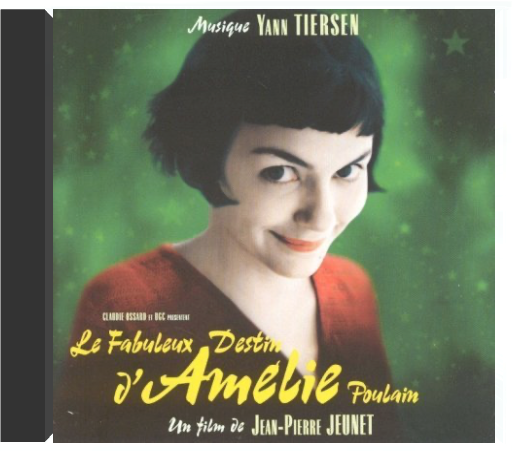 Musique YANN TIERSEN
CLAUDIE OSSARD ET UGC PRÉSENTENT
Le Fabuleux Destin
d'Amélie Poulain
Un film de JEAN-PIERRE JEUNET